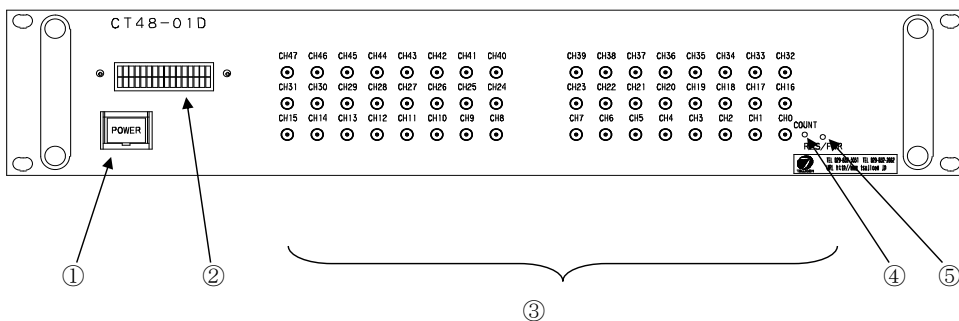 CT48-01D
CH47 CH46 CH45 CH44 CH43 CH42 CH41 CH40 CH39 CH38 CH37 CH36 CH35 CH34 CH33 CH32
CH31 CH30 CH29 CH28 CH27 CH26 CH25 CH24 CH23 CH22 CH21 CH20 CH19 CH18 CH17 CH16
POWER
CH15 CH14 CH13 CH12 CH11 CH10 CH9 CH8 CH7 CH6 CH5 CH4 CH3 CH2 CH1 CH0
COUNT
① ② ④ ⑤
③